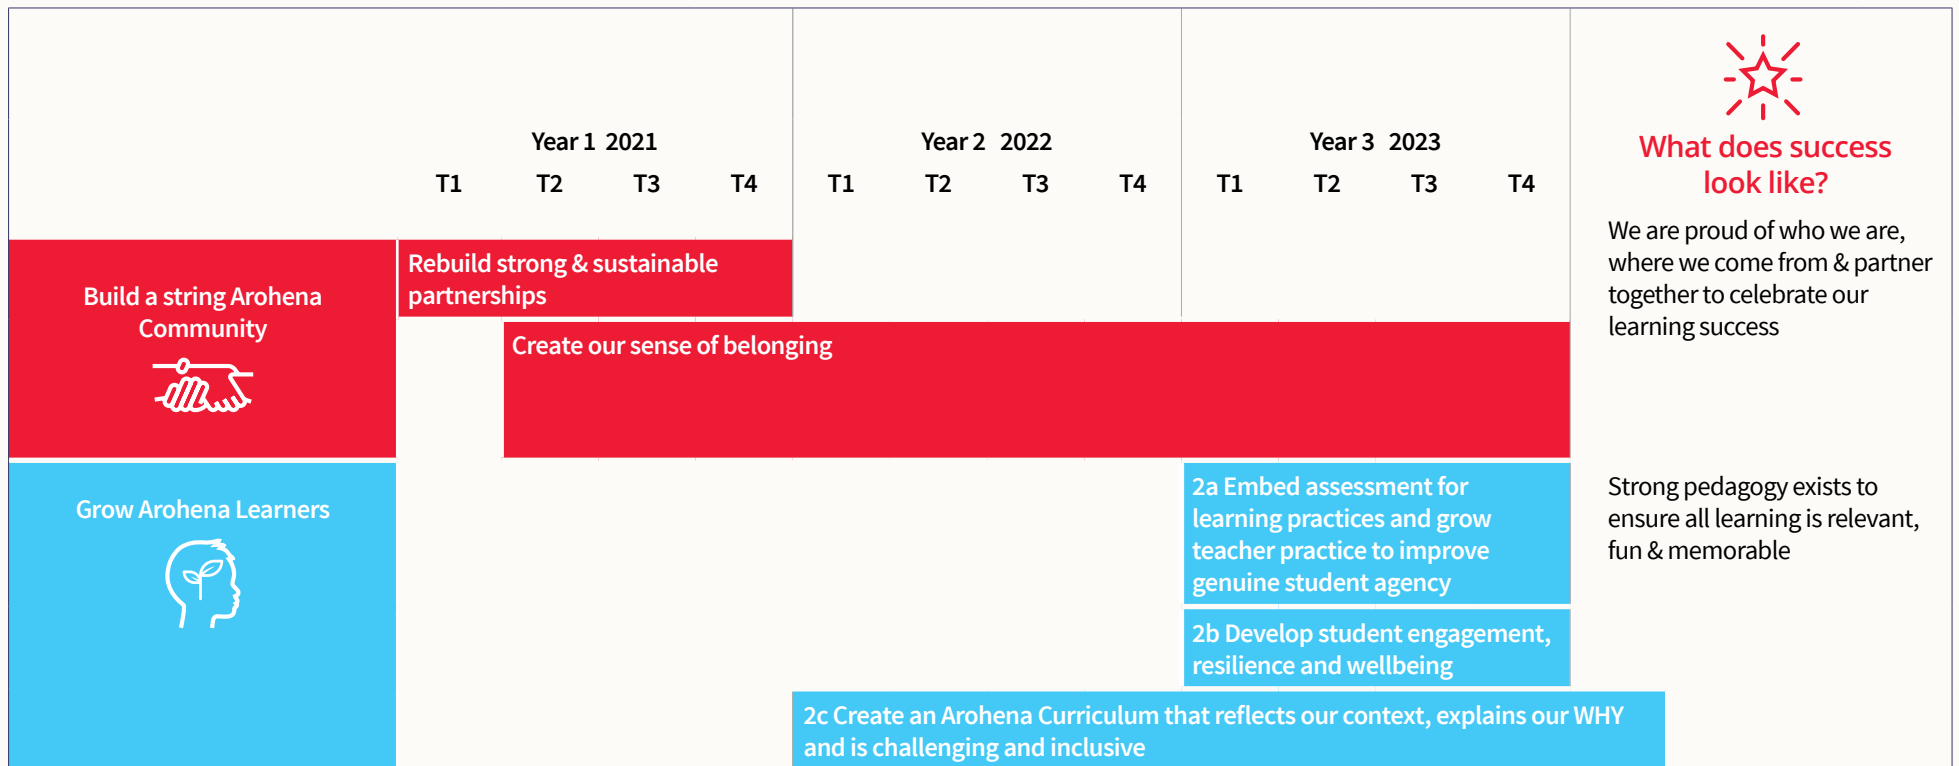 Year 1 2021
Year 2 2022
Year 3 2023
T1 T2 T3 T4 T1 T2 T3 T4 T1 T2 T3 T4
What does success
look like?
Build a string Arohena
Community
Rebuild strong & sustainable
partnerships
Create our sense of belonging
We are proud of who we are,
where we come from & partner
together to celebrate our
learning success
Grow Arohena Learners
2a Embed assessment for
learning practices and grow
teacher practice to improve
genuine student agency
2b Develop student engagement,
resilience and wellbeing
2c Create an Arohena Curriculum that reflects our context, explains our WHY
and is challenging and inclusive
Strong pedagogy exists to
ensure all learning is relevant,
fun & memorable